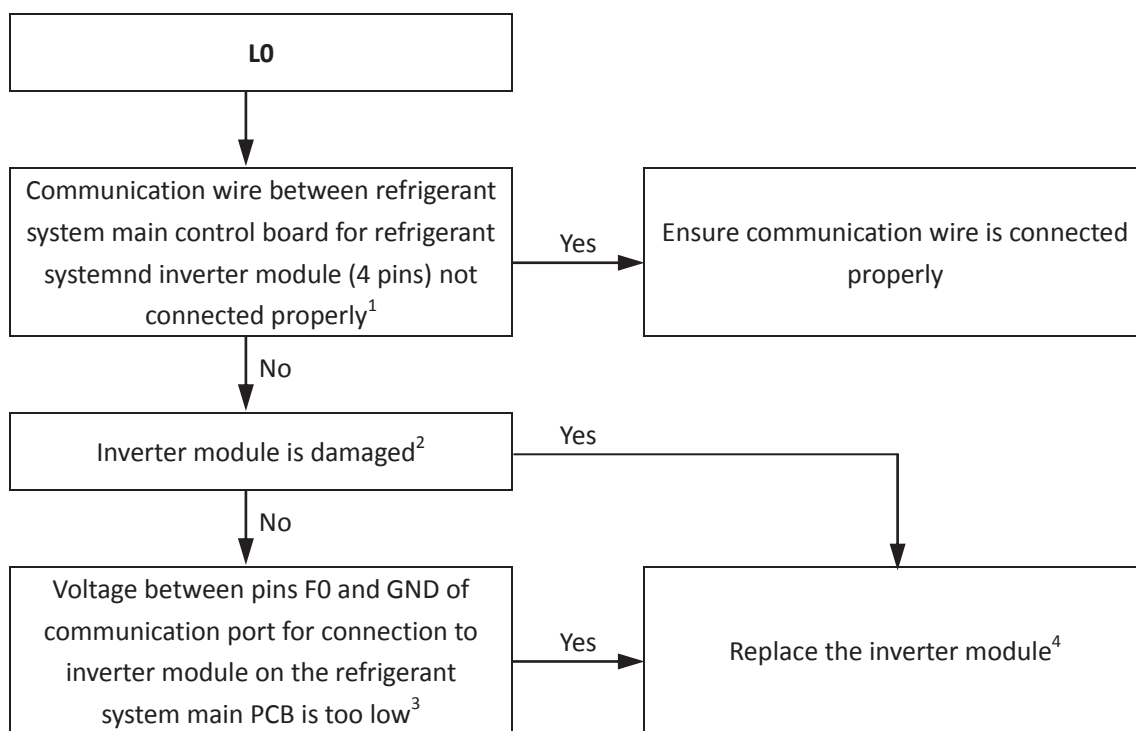 L0
Communication wire between refrigerant
system main control board for refrigerant
systemnd inverter module (4 pins) not
connected properly1
Yes
Ensure communication wire is connected
properly
No
Inverter module is damaged2
Yes
No
Voltage between pins F0 and GND of
communication port for connection to
inverter module on the refrigerant
system main PCB is too low3
Yes
Replace the inverter module4